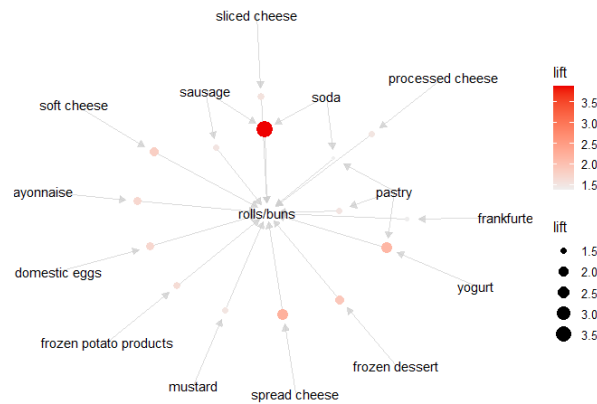 sliced cheese
processed cheese
sausage
soda
soft cheese
ayonnaise
pastry
rolls/buns
frankfurte
domestic eggs
yogurt
frozen potato products
frozen dessert
mustard
spread cheese
lift
3.5
3.0
2.5
2.0
1.5
lift
1.5
2.0
2.5
3.0
3.5